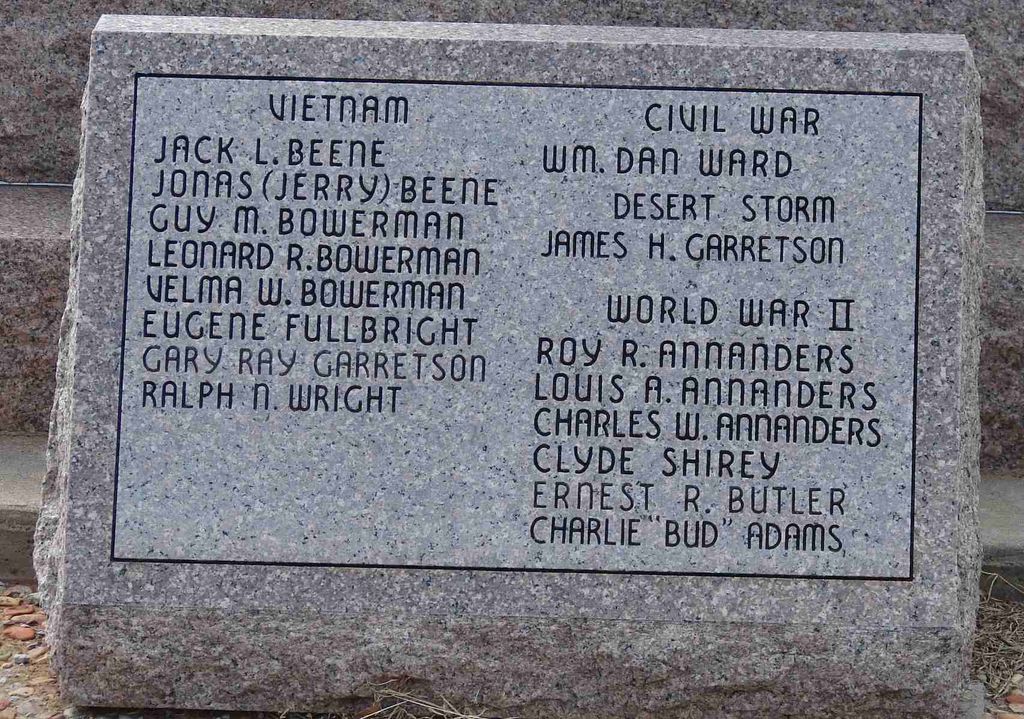 VIETNAM
JACK L. BEENE
JONAS (JERRY) BEENE
GUY M. BOWERMAN
LEONARD R. BOWERMAN
VELMA W. BOWERMAN
EUGENE FULLBRIGHT
GARY RAY GARRETSON
RALPH N. WRIGHT
CIVIL WAR
WM. DAN WARD
DESERT STORM
JAMES H. GARRETSON
WORLD WAR II
ROY R. ANNANDERS
LOUIS A. ANNANDERS
CHARLES W. ANNANDERS
CLYDE SHIREY
ERNEST R. BUTLER
CHARLIE "BUD" ADAMS